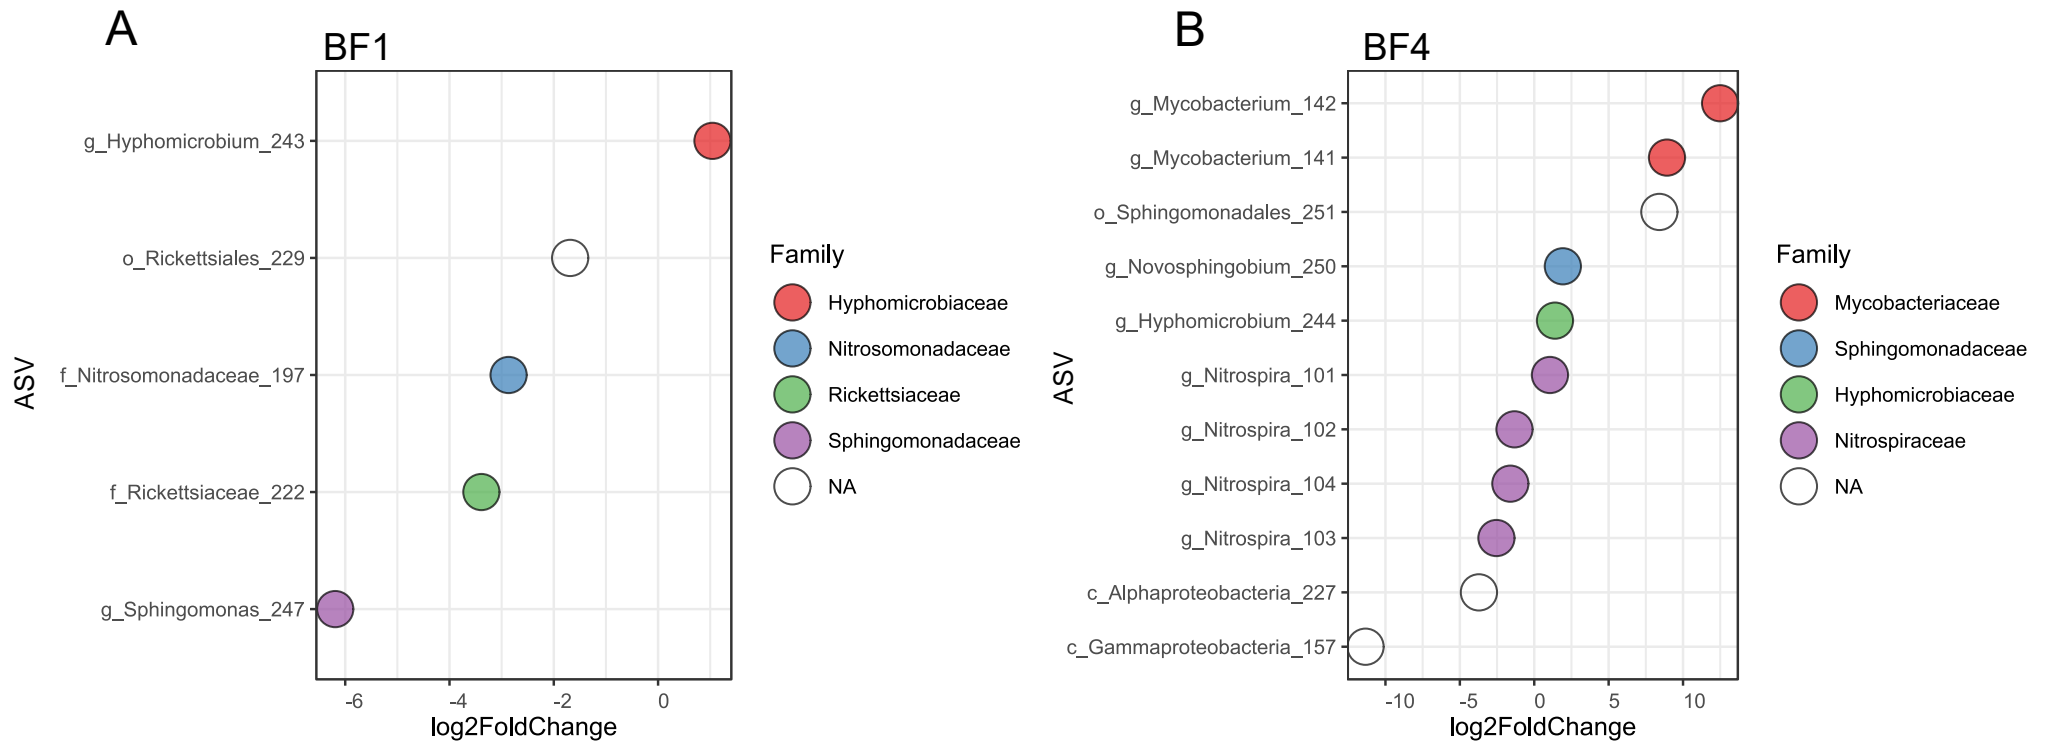 A
BF1
g_Hyphomicrobium_243
o_Rickettsiales_229
f_Nitrosomonadaceae_197
f_Rickettsiaceae_222
g_Sphingomonas_247
ASV
-6 -4 -2 0
log2FoldChange
Family
Hyphomicrobiaceae
Nitrosomonadaceae
Rickettsiaceae
Sphingomonadaceae
NA
B
BF4
g_Mycobacterium_142
g_Mycobacterium_141
o_Sphingomonadales_251
g_Novosphingobium_250
g_Hyphomicrobium_244
g_Nitrospira_101
g_Nitrospira_102
g_Nitrospira_104
g_Nitrospira_103
c_Alphaproteobacteria_227
c_Gammaproteobacteria_157
ASV
-10 -5 0 5 10
log2FoldChange
Family
Mycobacteriaceae
Sphingomonadaceae
Hyphomicrobiaceae
Nitrospiraceae
NA